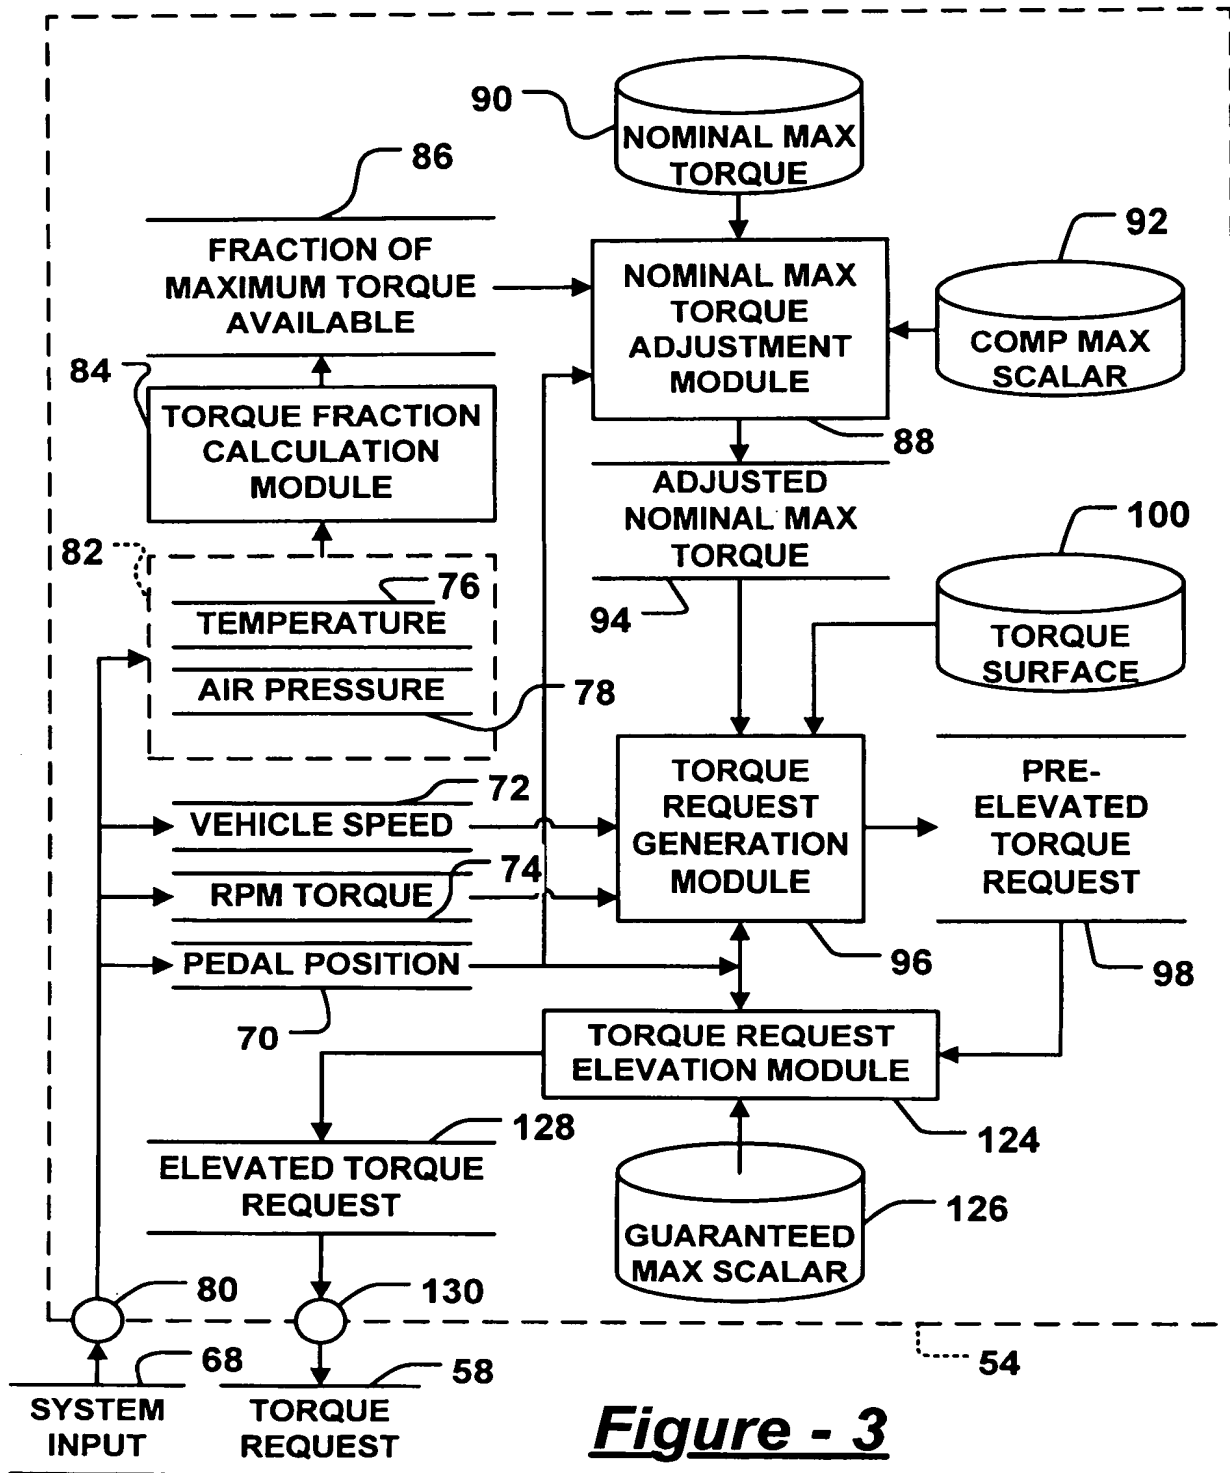 90
NOMINAL MAX
TORQUE
86
FRACTION OF
MAXIMUM TORQUE
AVAILABLE
NOMINAL MAX
TORQUE
ADJUSTMENT
MODULE
92
COMP MAX
SCALAR
84
TORQUE FRACTION
CALCULATION
MODULE
88
ADJUSTED
NOMINAL MAX
TORQUE
94
100
TORQUE
SURFACE
82
76
TEMPERATURE
AIR PRESSURE
78
72
VEHICLE SPEED
74
RPM TORQUE
PEDAL POSITION
70
TORQUE
REQUEST
GENERATION
MODULE
96
PRE-
ELEVATED
TORQUE
REQUEST
98
TORQUE REQUEST
ELEVATION MODULE
124
128
ELEVATED TORQUE
REQUEST
126
GUARANTEED
MAX SCALAR
80
130
54
68
SYSTEM
INPUT
58
TORQUE
REQUEST
Figure - 3